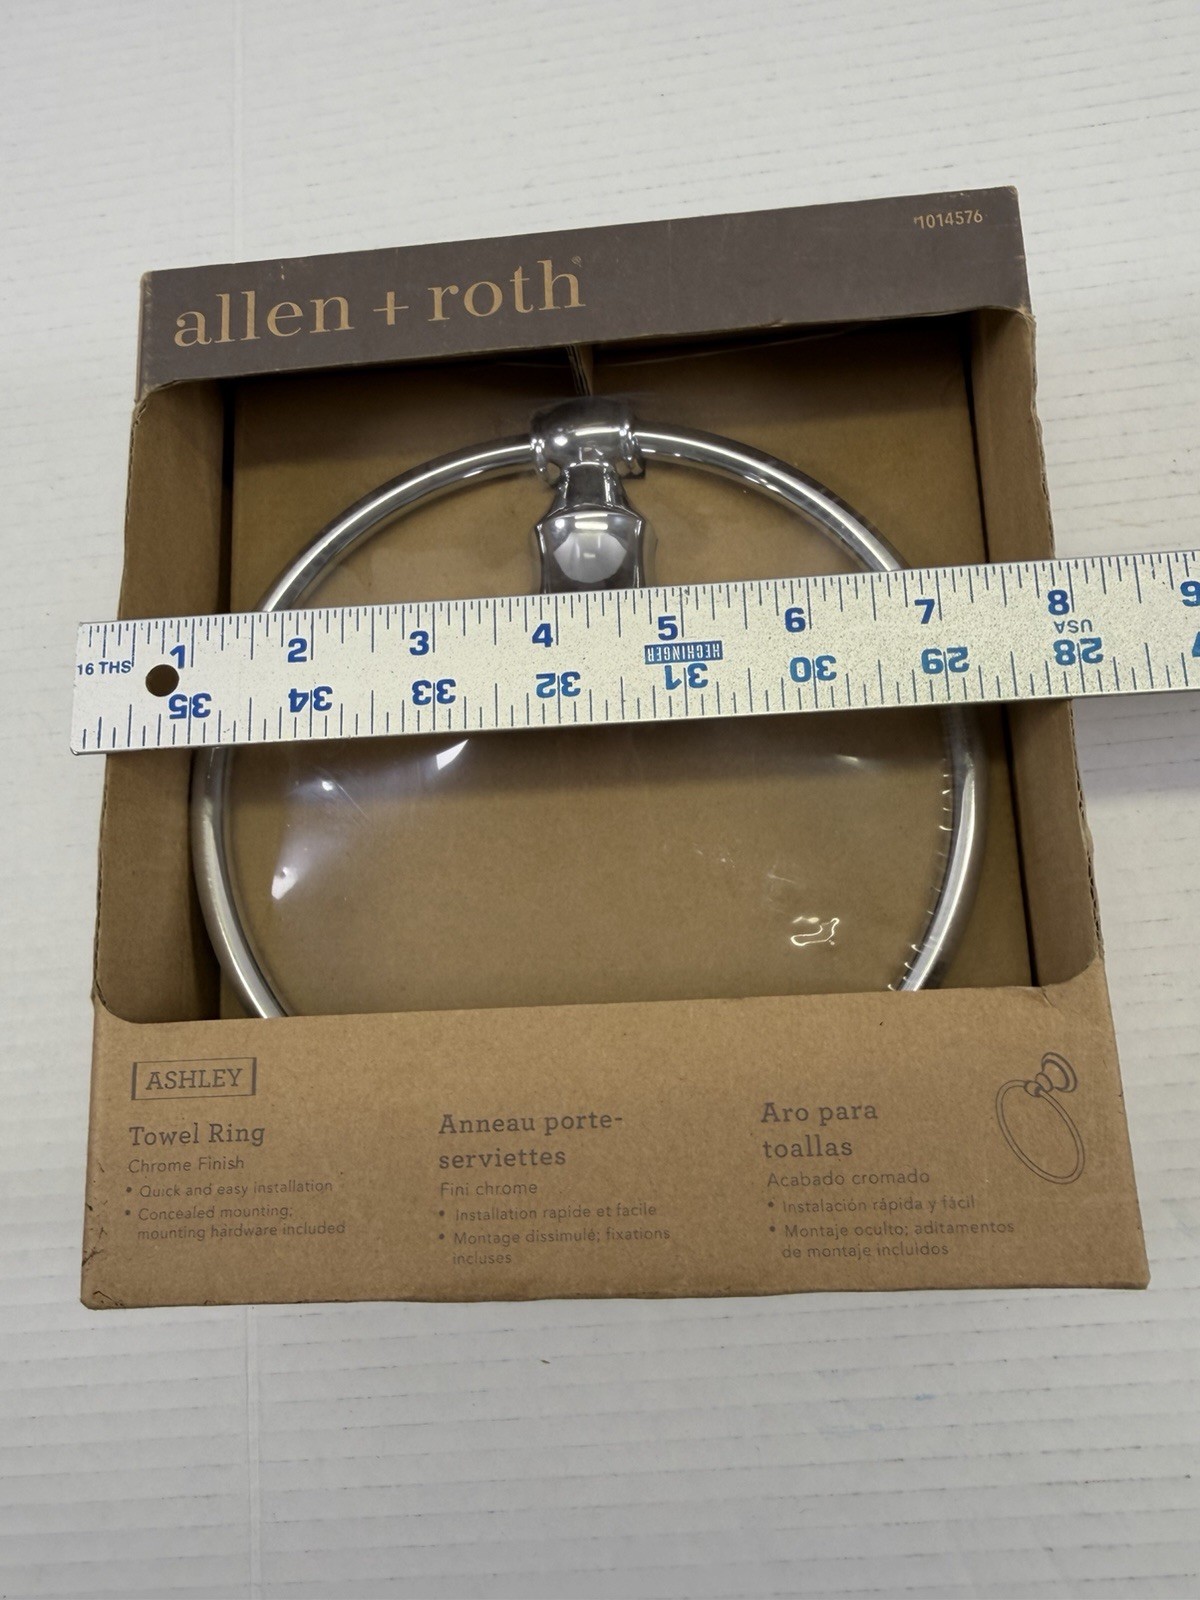 #1014576
allen + roth®
16 THS 1 2 3 4 5 6 7 8 9
HECHINGER
USA
35 34 33 32 31 30 29 28
ASHLEY
Towel Ring
Chrome Finish
• Quick and easy installation
• Concealed mounting;
mounting hardware included
Anneau porte-
serviettes
Fini chrome
• Installation rapide et facile
• Montage dissimulé; fixations
incluses
Aro para
toallas
Acabado cromado
• Instalación rápida y fácil
• Montaje oculto; aditamentos
de montaje incluidos